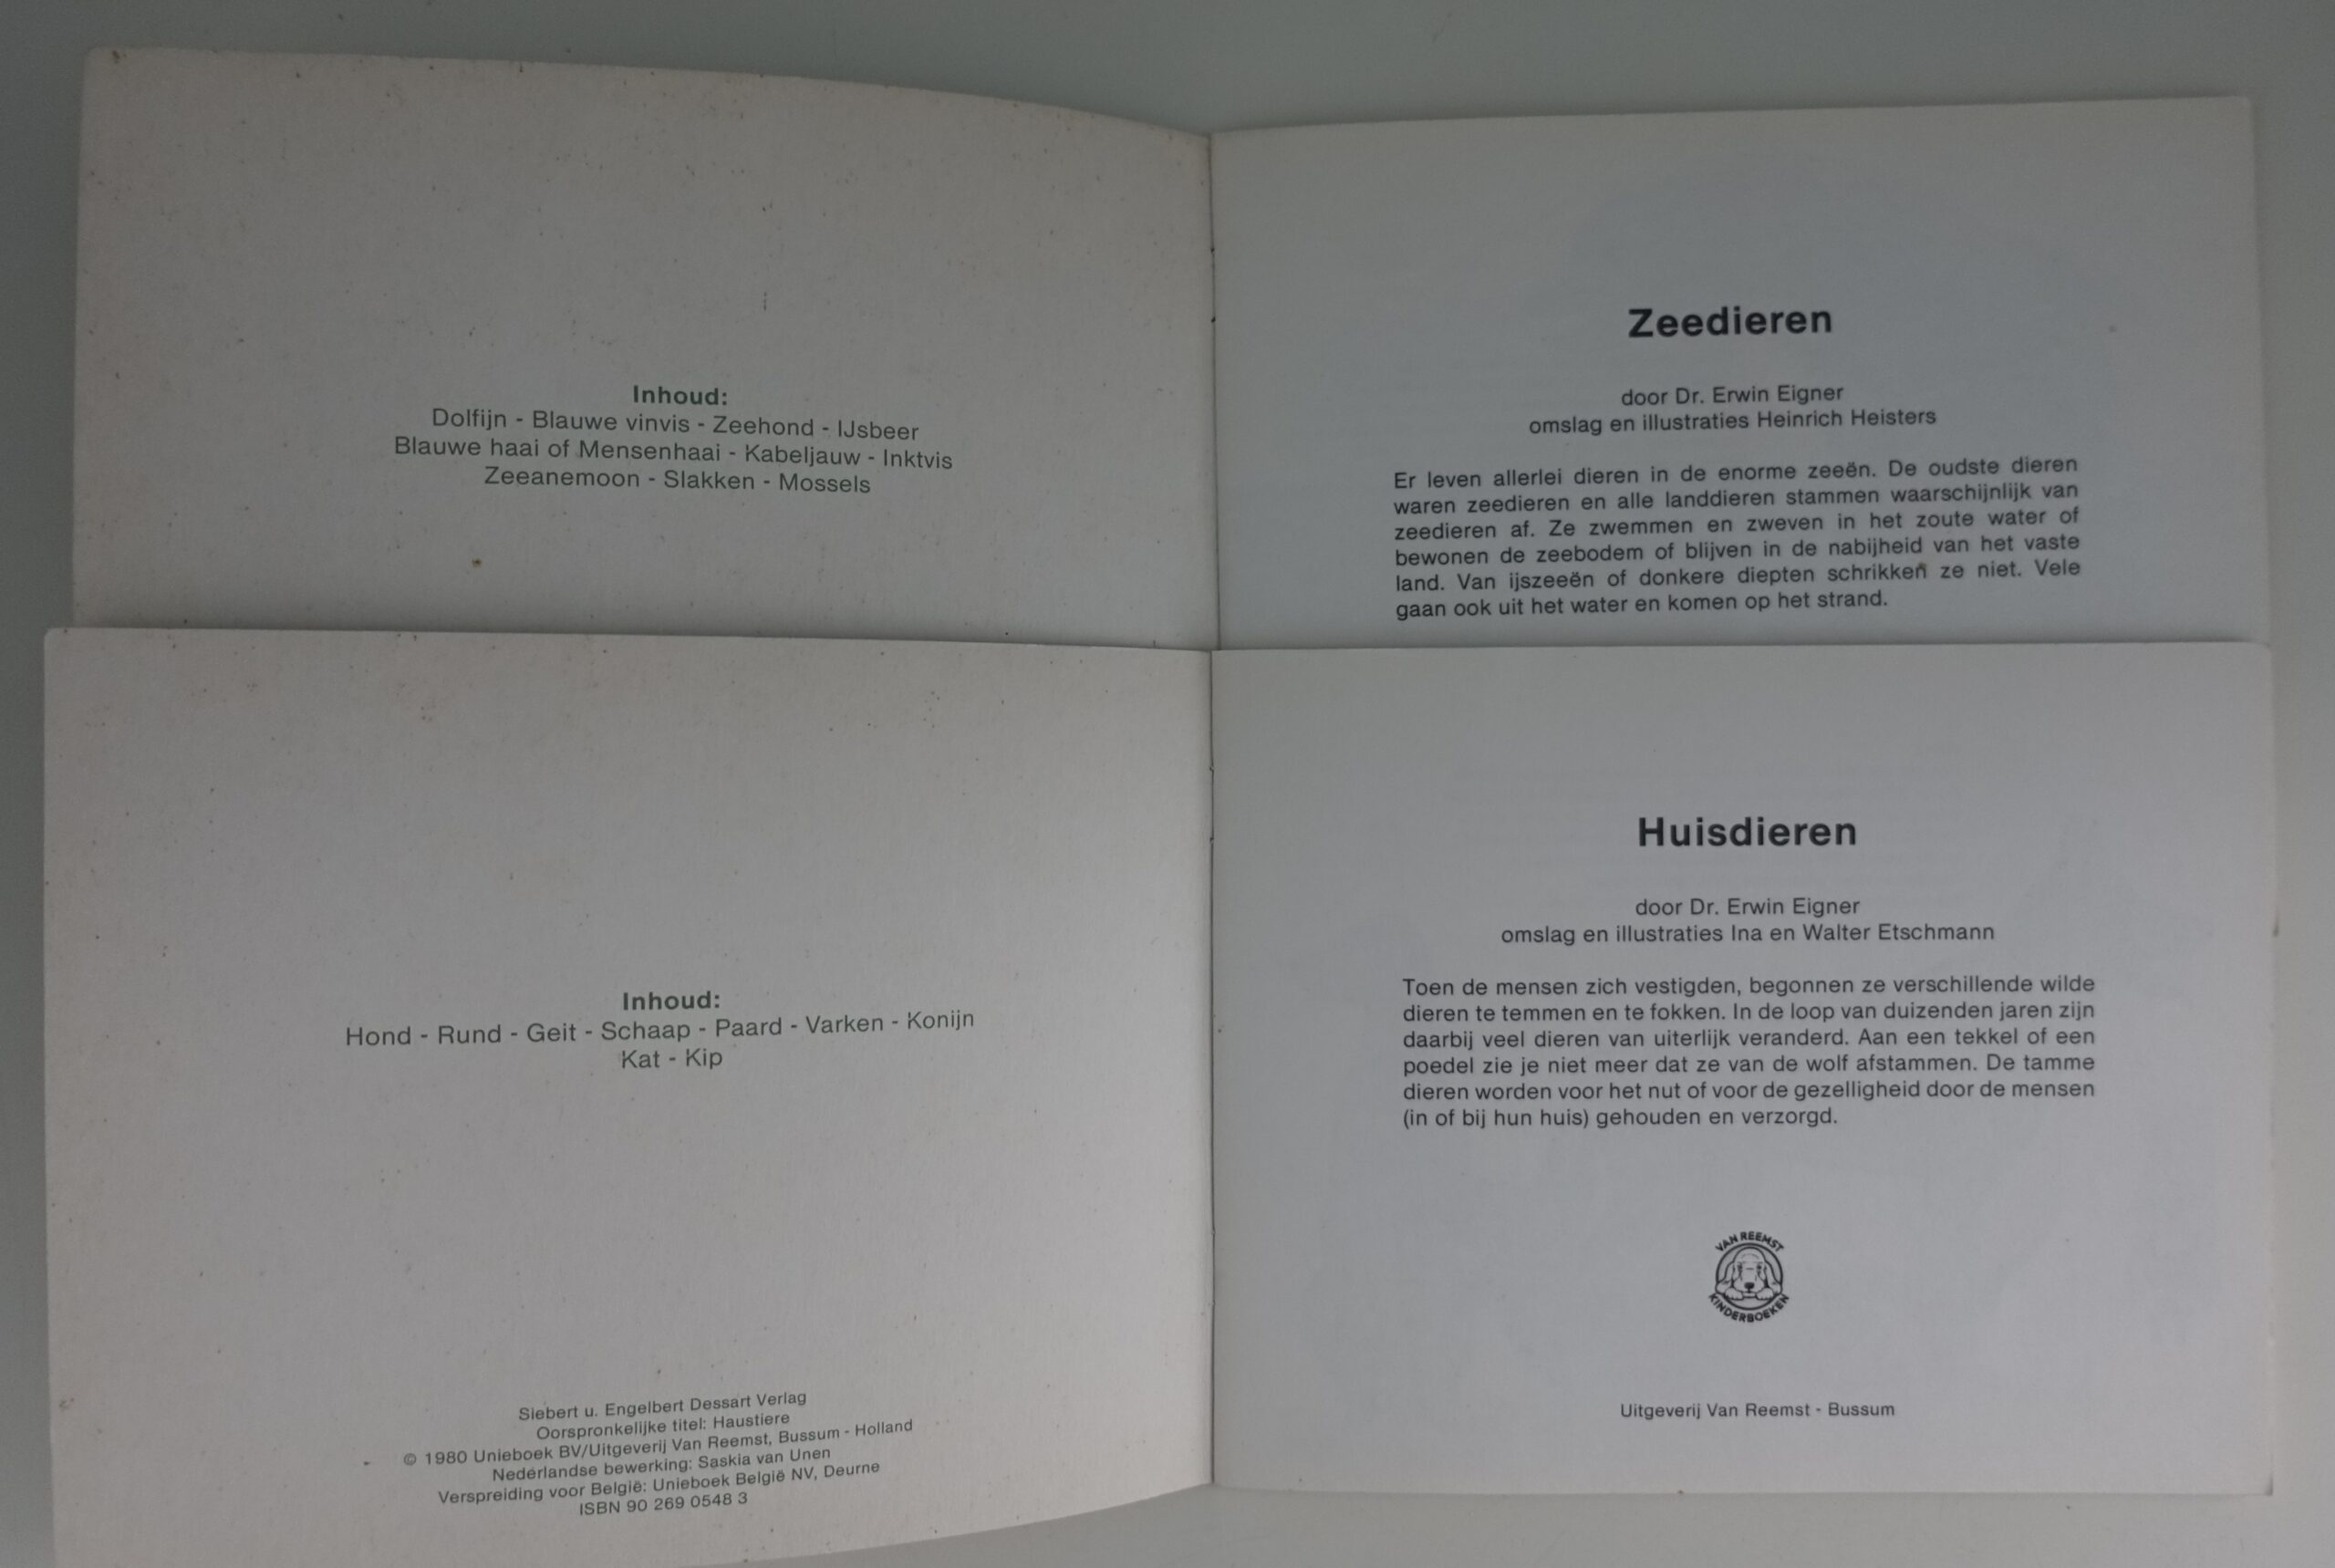 Inhoud:
Dolfijn - Blauwe vinvis - Zeehond - IJsbeer
Blauwe haai of Mensenhaai - Kabeljauw - Inktvis
Zeeanemoon - Slakken - Mossels
Zeedieren
door Dr. Erwin Eigner
omslag en illustraties Heinrich Heisters
Er leven allerlei dieren in de enorme zeeën. De oudste dieren
waren zeedieren en alle landdieren stammen waarschijnlijk van
zeedieren af. Ze zwemmen en zweven in het zoute water of
bewonen de zeebodem of blijven in de nabijheid van het vaste
land. Van ijszeeën of donkere diepten schrikken ze niet. Vele
gaan ook uit het water en komen op het strand.
Inhoud:
Hond - Rund - Geit - Schaap - Paard - Varken - Konijn
Kat - Kip
Siebert u. Engelbert Dessart Verlag
Oorspronkelijke titel: Haustiere
© 1980 Unieboek BV/Uitgeverij Van Reemst, Bussum - Holland
Nederlandse bewerking: Saskia van Unen
Verspreiding voor België: Unieboek België NV, Deurne
ISBN 90 269 0548 3
Huisdieren
door Dr. Erwin Eigner
omslag en illustraties Ina en Walter Etschmann
Toen de mensen zich vestigden, begonnen ze verschillende wilde
dieren te temmen en te fokken. In de loop van duizenden jaren zijn
daarbij veel dieren van uiterlijk veranderd. Aan een tekkel of een
poedel zie je niet meer dat ze van de wolf afstammen. De tamme
dieren worden voor het nut of voor de gezelligheid door de mensen
(in of bij hun huis) gehouden en verzorgd.
VAN REEMST
KINDERBOEKEN
Uitgeverij Van Reemst - Bussum